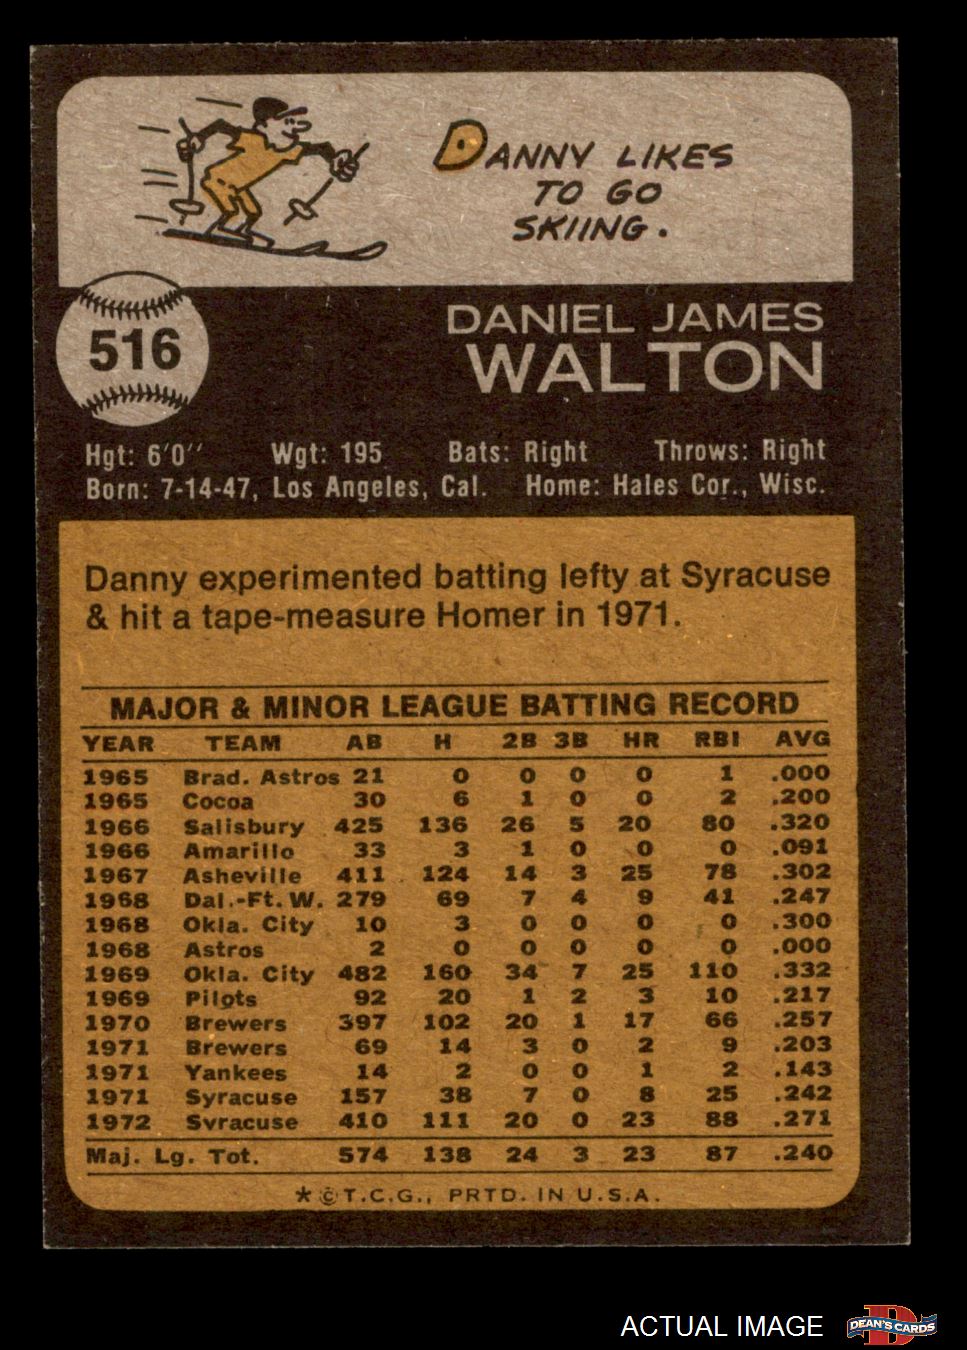 DANNY LIKES
TO GO
SKIING.
516
DANIEL JAMES
WALTON
Hgt: 6'0" Wgt: 195 Bats: Right Throws: Right
Born: 7-14-47, Los Angeles, Cal. Home: Hales Cor., Wisc.
Danny experimented batting lefty at Syracuse
& hit a tape-measure Homer in 1971.
MAJOR & MINOR LEAGUE BATTING RECORD
YEAR TEAM AB H 2B 3B HR RBI AVG
1965 Brad. Astros 21 0 0 0 0 1 .000
1965 Cocoa 30 6 1 0 0 2 .200
1966 Salisbury 425 136 26 5 20 80 .320
1966 Amarillo 33 3 1 0 0 0 .091
1967 Asheville 411 124 14 3 25 78 .302
1968 Dal.-Ft. W. 279 69 7 4 9 41 .247
1968 Okla. City 10 3 0 0 0 0 .300
1968 Astros 2 0 0 0 0 0 .000
1969 Okla. City 482 160 34 7 25 110 .332
1969 Pilots 92 20 1 2 3 10 .217
1970 Brewers 397 102 20 1 17 66 .257
1971 Brewers 69 14 3 0 2 9 .203
1971 Yankees 14 2 0 0 1 2 .143
1971 Syracuse 157 38 7 0 8 25 .242
1972 Syracuse 410 111 20 0 23 88 .271
Maj. Lg. Tot. 574 138 24 3 23 87 .240
* © T.C.G., PRTD. IN U.S.A.
ACTUAL IMAGE
DEAN'S CARDS